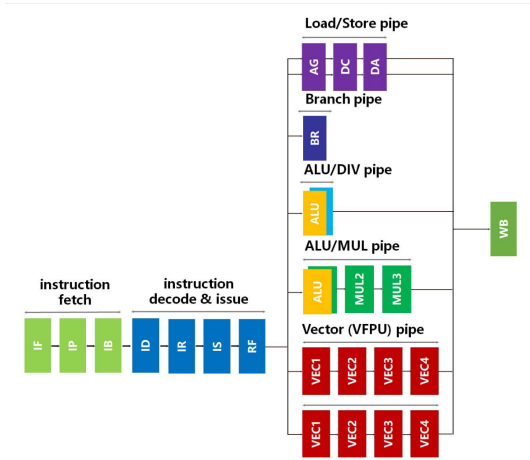 Load/Store pipe
AG
DC
DA
Branch pipe
BR
ALU/DIV pipe
ALU
WB
ALU/MUL pipe
ALU
MUL2
MUL3
instruction
fetch
instruction
decode & issue
IF
IP
IB
ID
IR
IS
RF
Vector (VFPU) pipe
VEC1
VEC2
VEC3
VEC4
VEC1
VEC2
VEC3
VEC4